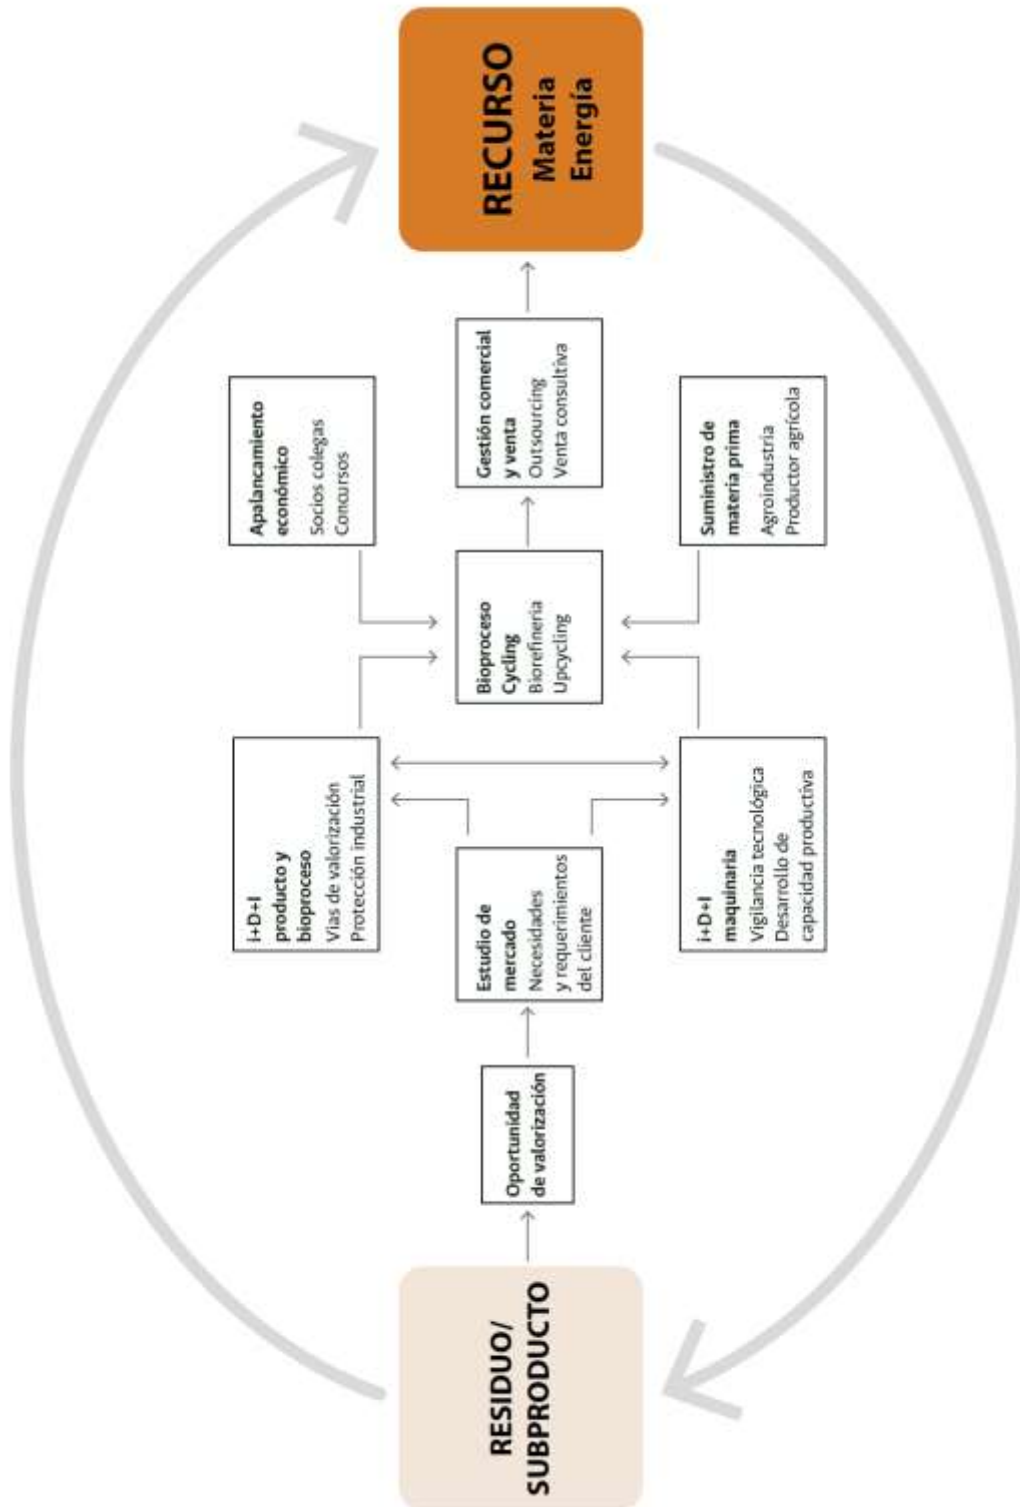 RESIDUO/
SUBPRODUCTO
Oportunidad
de valorización
Estudio de
mercado
Necesidades
y requerimientos
del cliente
i+D+I
producto y
bioproceso
Vías de valorización
Protección industrial
i+D+I
maquinaria
Vigilancia tecnológica
Desarrollo de
capacidad productiva
Bioproceso
Cycling
Biorefinería
Upcycling
Apalancamiento
económico
Socios colegas
Concursos
Suministro de
materia prima
Agroindustria
Productor agrícola
Gestión comercial
y venta
Outsourcing
Venta consultiva
RECURSO
Materia
Energía